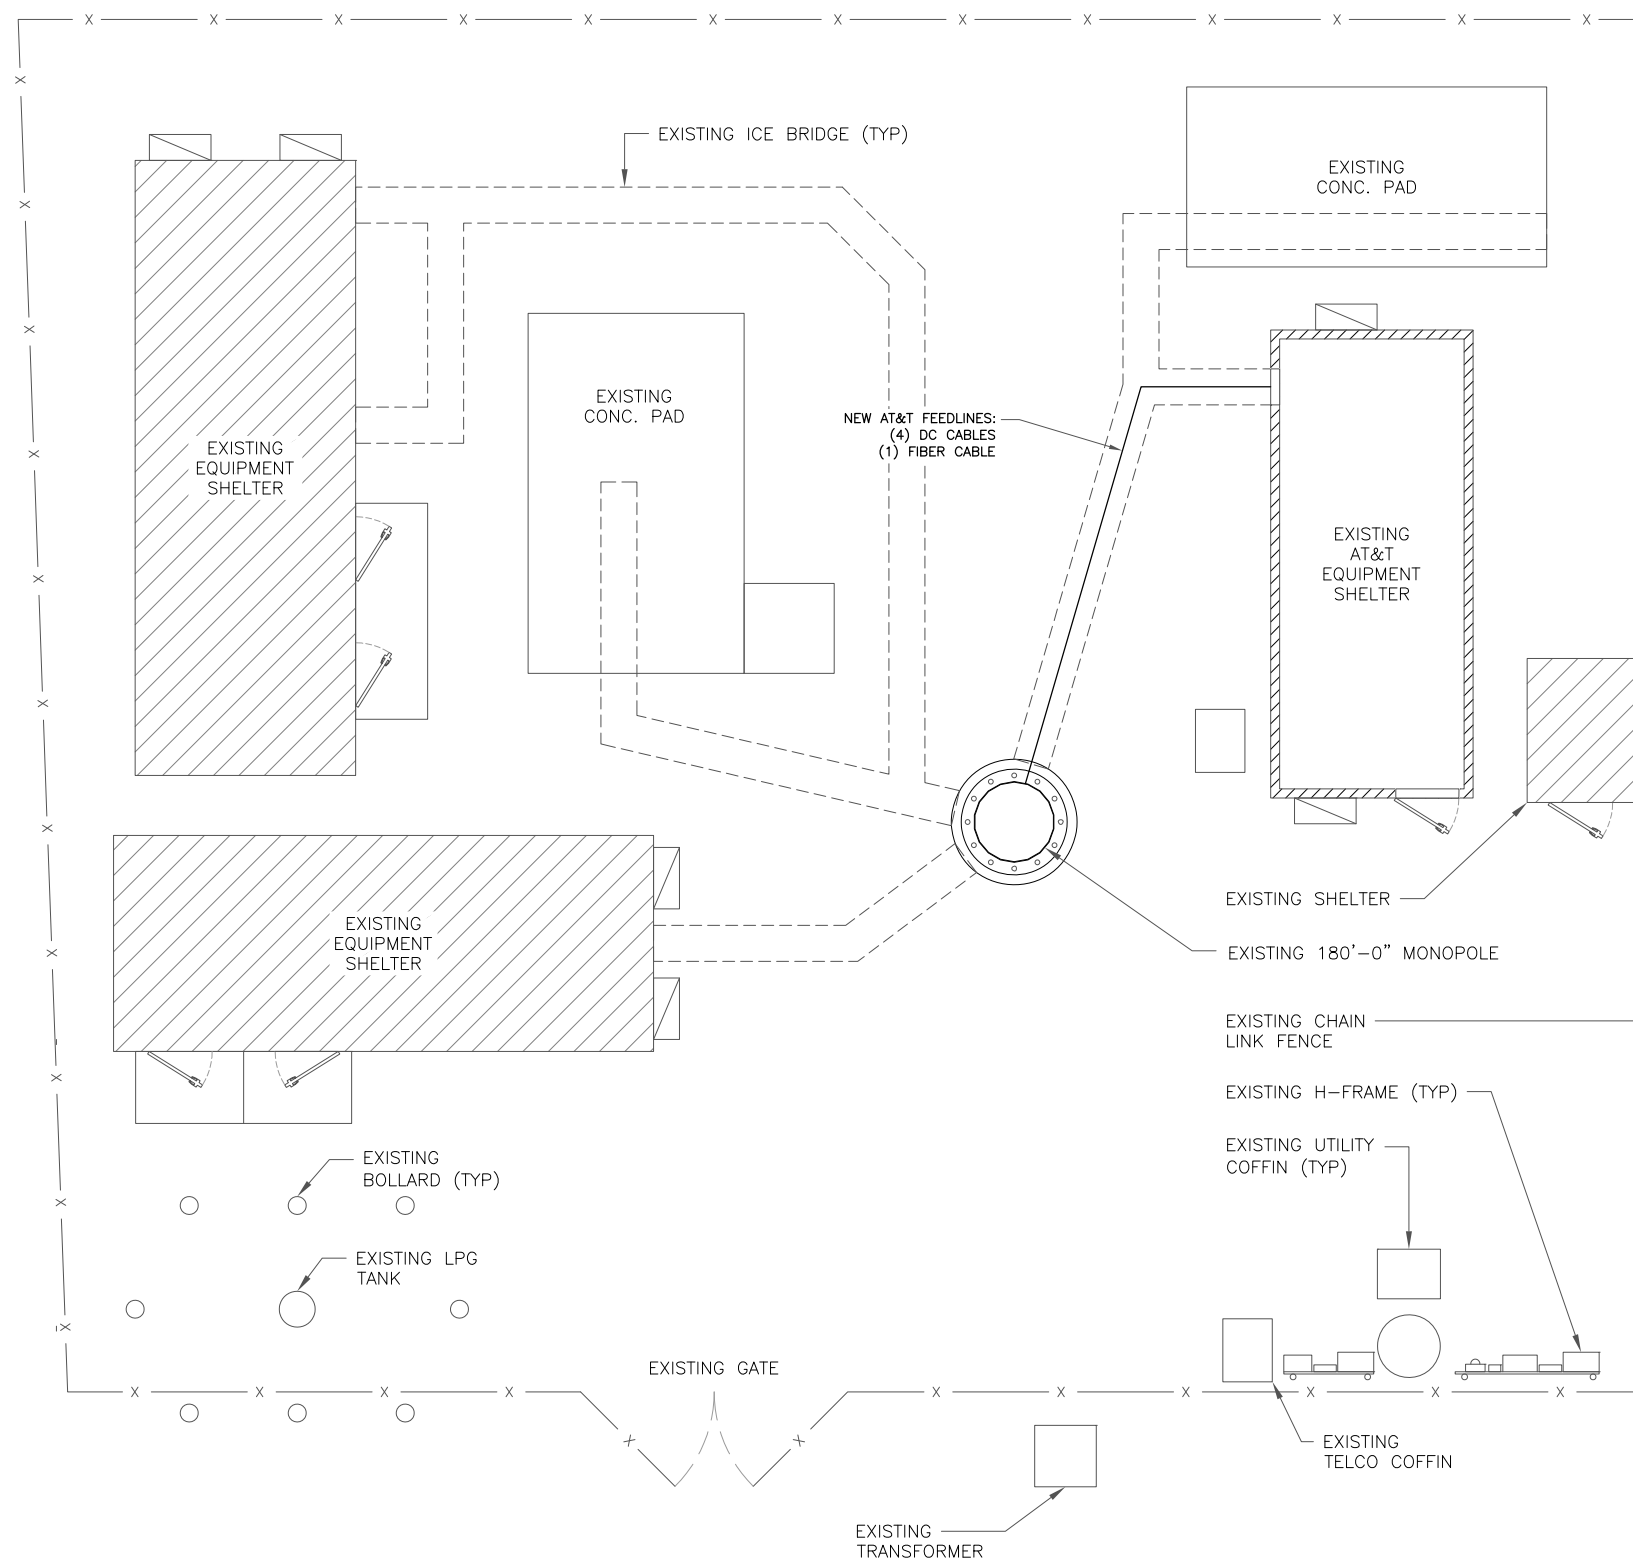 EXISTING ICE BRIDGE (TYP)
EXISTING
CONC. PAD
EXISTING
CONC. PAD
NEW AT&T FEEDLINES:
(4) DC CABLES
(1) FIBER CABLE
EXISTING
EQUIPMENT
SHELTER
EXISTING
AT&T
EQUIPMENT
SHELTER
EXISTING SHELTER
EXISTING
EQUIPMENT
SHELTER
EXISTING 180'-0" MONOPOLE
EXISTING CHAIN
LINK FENCE
EXISTING H-FRAME (TYP)
EXISTING UTILITY
COFFIN (TYP)
EXISTING
BOLLARD (TYP)
EXISTING LPG
TANK
EXISTING GATE
EXISTING
TELCO COFFIN
EXISTING
TRANSFORMER